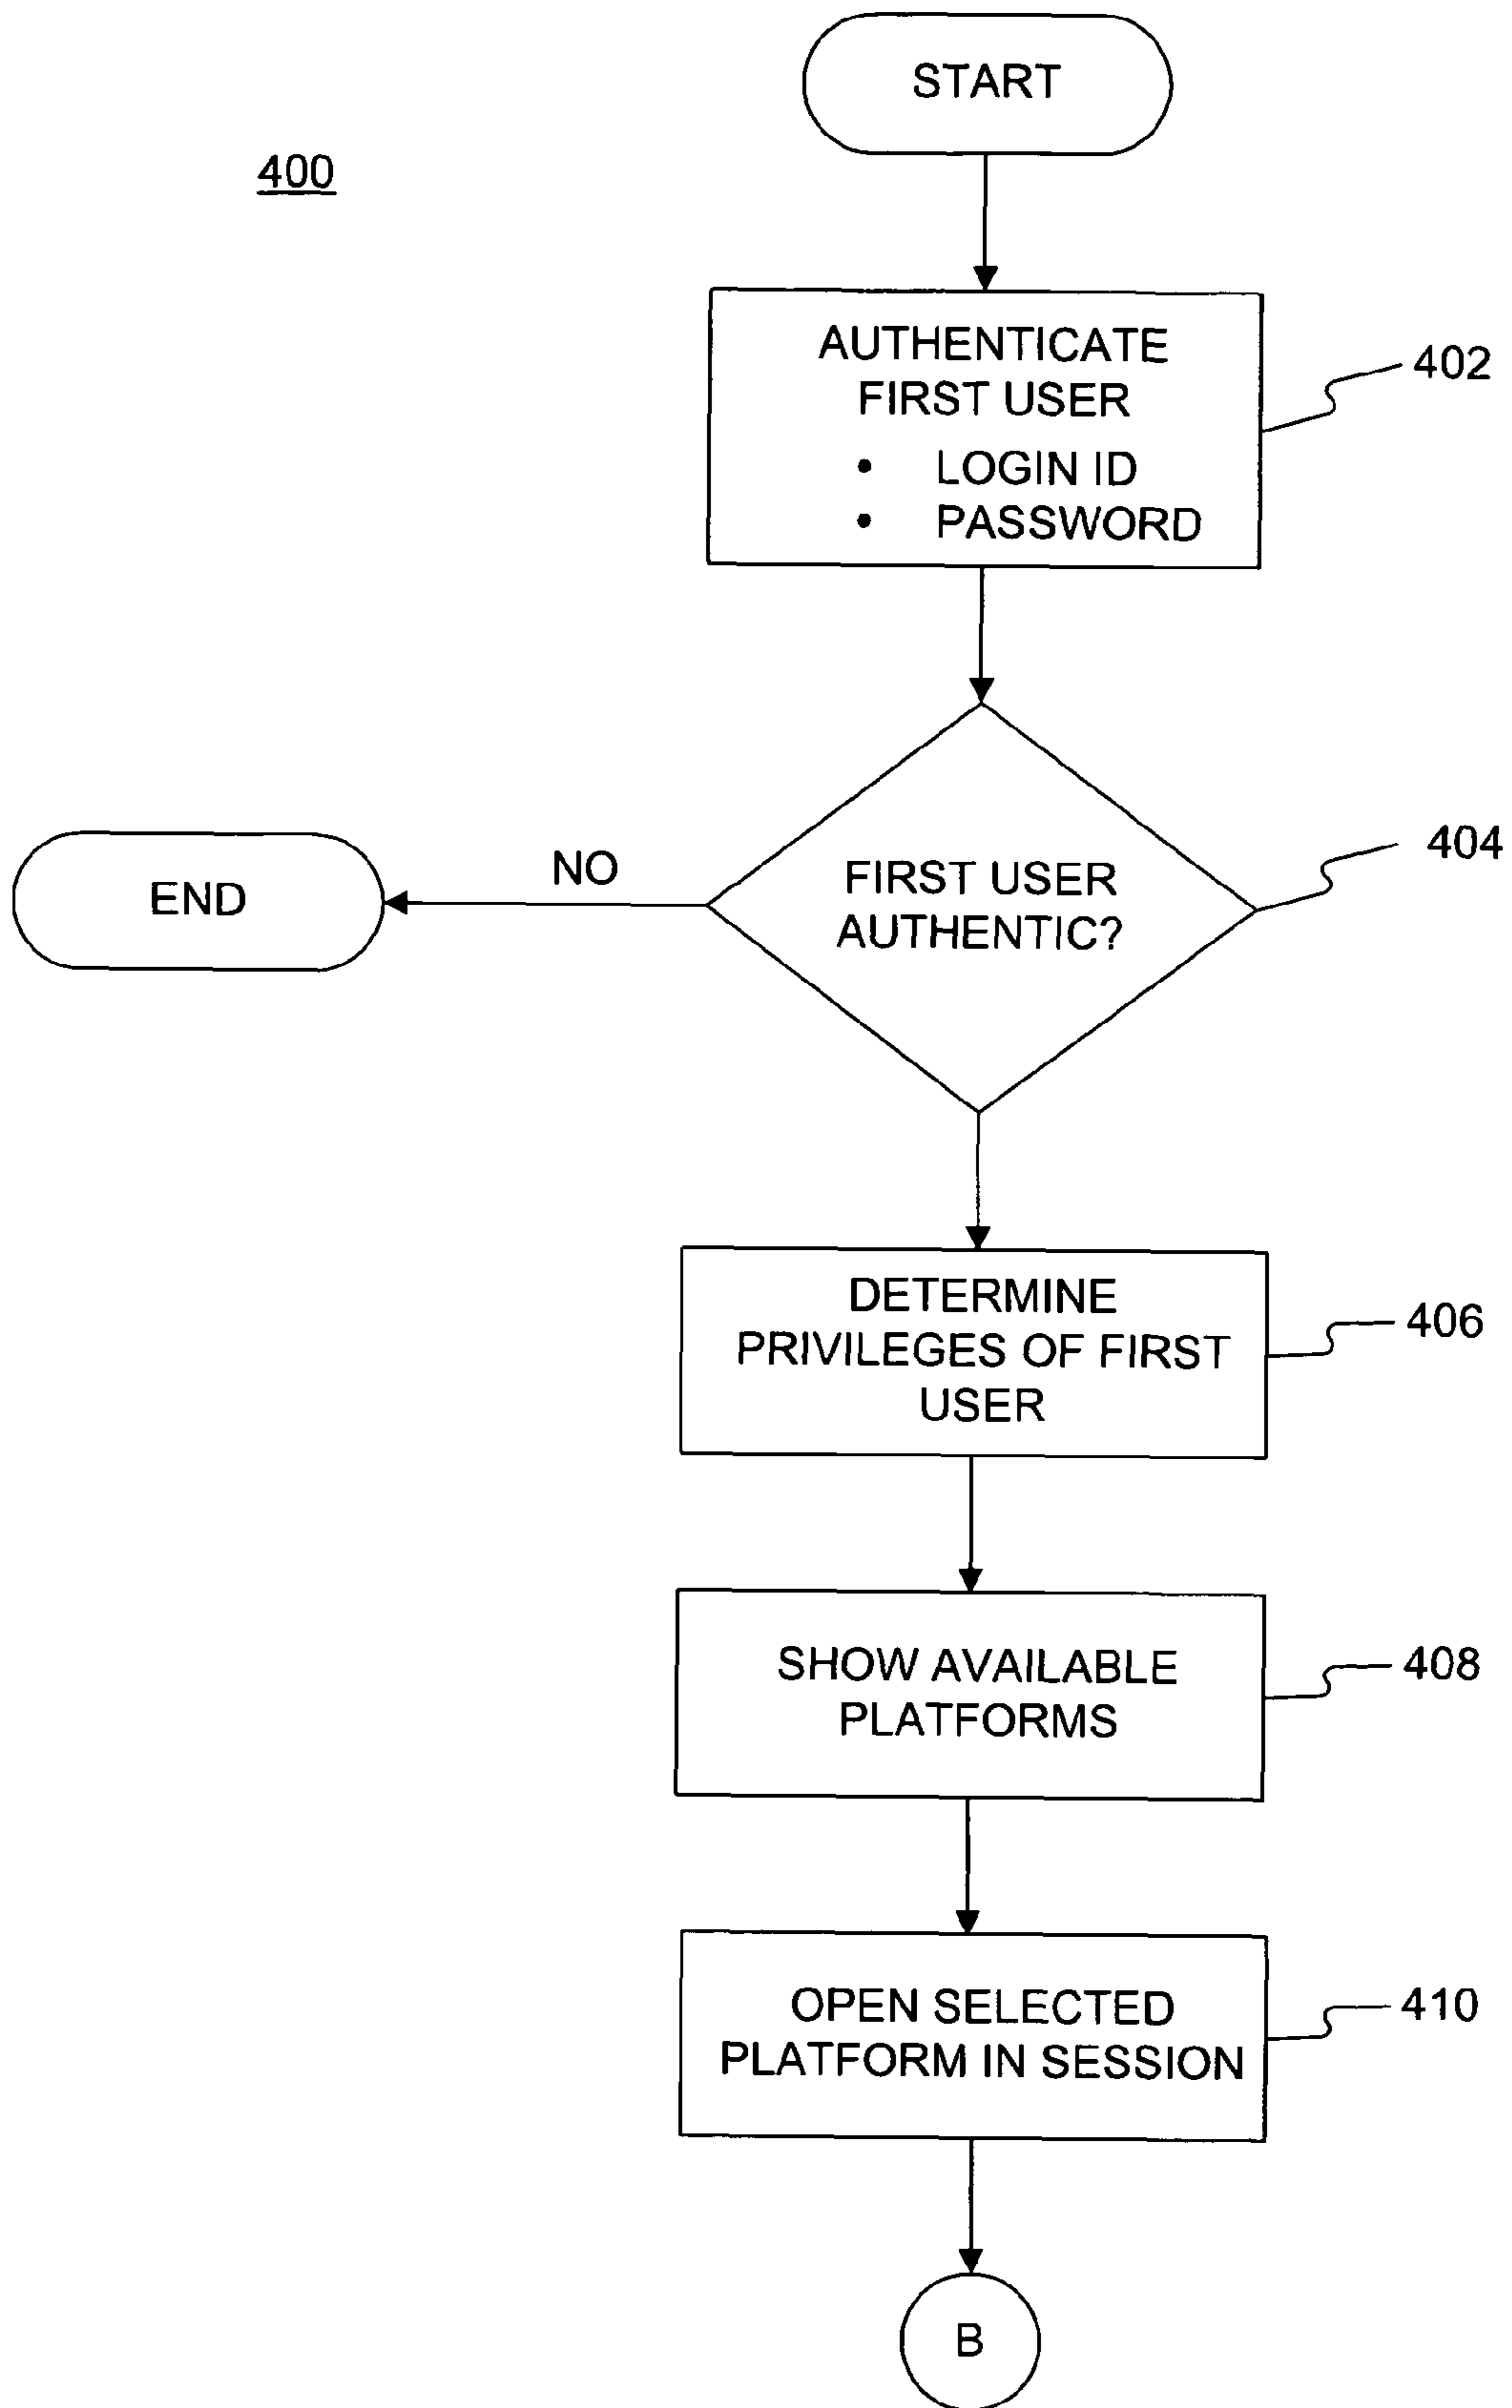 START
400
AUTHENTICATE
FIRST USER
• LOGIN ID
• PASSWORD
402
FIRST USER
AUTHENTIC?
404
NO
END
DETERMINE
PRIVILEGES OF FIRST
USER
406
SHOW AVAILABLE
PLATFORMS
408
OPEN SELECTED
PLATFORM IN SESSION
410
B